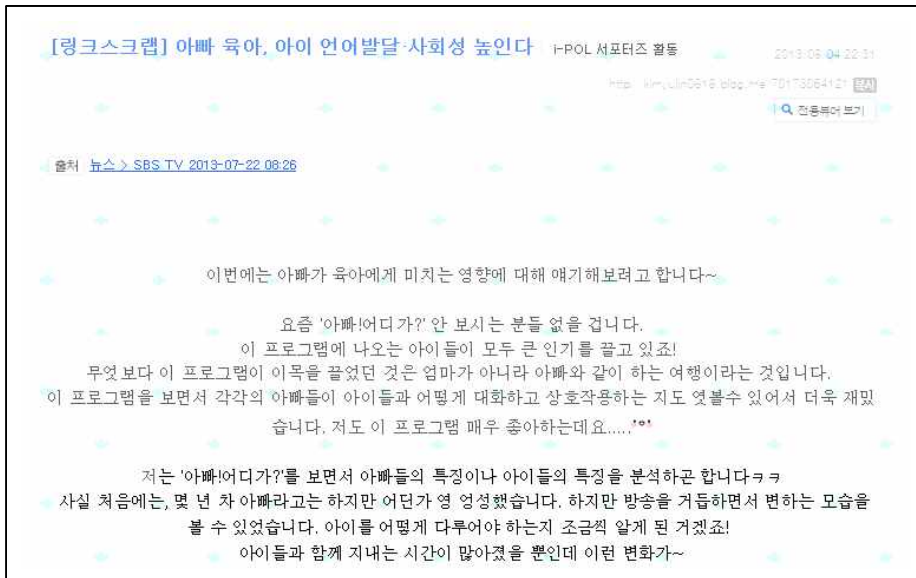 [링크스크랩] 아빠 육아, 아이 언어발달·사회성 높인다 i-POL 서포터즈 활동
22:31
복사
전용뷰어 보기
출처 뉴스 > SBS TV 2013-07-22 08:26
이번에는 아빠가 육아에게 미치는 영향에 대해 얘기해보려고 합니다~
요즘 '아빠!어디가?' 안 보시는 분들 없을 겁니다.
이 프로그램에 나오는 아이들이 모두 큰 인기를 끌고 있죠!
무엇보다 이 프로그램이 이목을 끌었던 것은 엄마가 아니라 아빠와 같이 하는 여행이라는 것입니다.
이 프로그램을 보면서 각각의 아빠들이 아이들과 어떻게 대화하고 상호작용하는 지도 엿볼수 있어서 더욱 재밌
습니다. 저도 이 프로그램 매우 좋아하는데요.....'*'
저는 '아빠!어디가?'를 보면서 아빠들의 특징이나 아이들의 특징을 분석하곤 합니다ㅋㅋ
사실 처음에는, 몇 년 차 아빠라고는 하지만 어딘가 영 엉성했습니다. 하지만 방송을 거듭하면서 변하는 모습을
볼 수 있었습니다. 아이를 어떻게 다루어야 하는지 조금씩 알게 된 거겠죠!
아이들과 함께 지내는 시간이 많아졌을 뿐인데 이런 변화가~